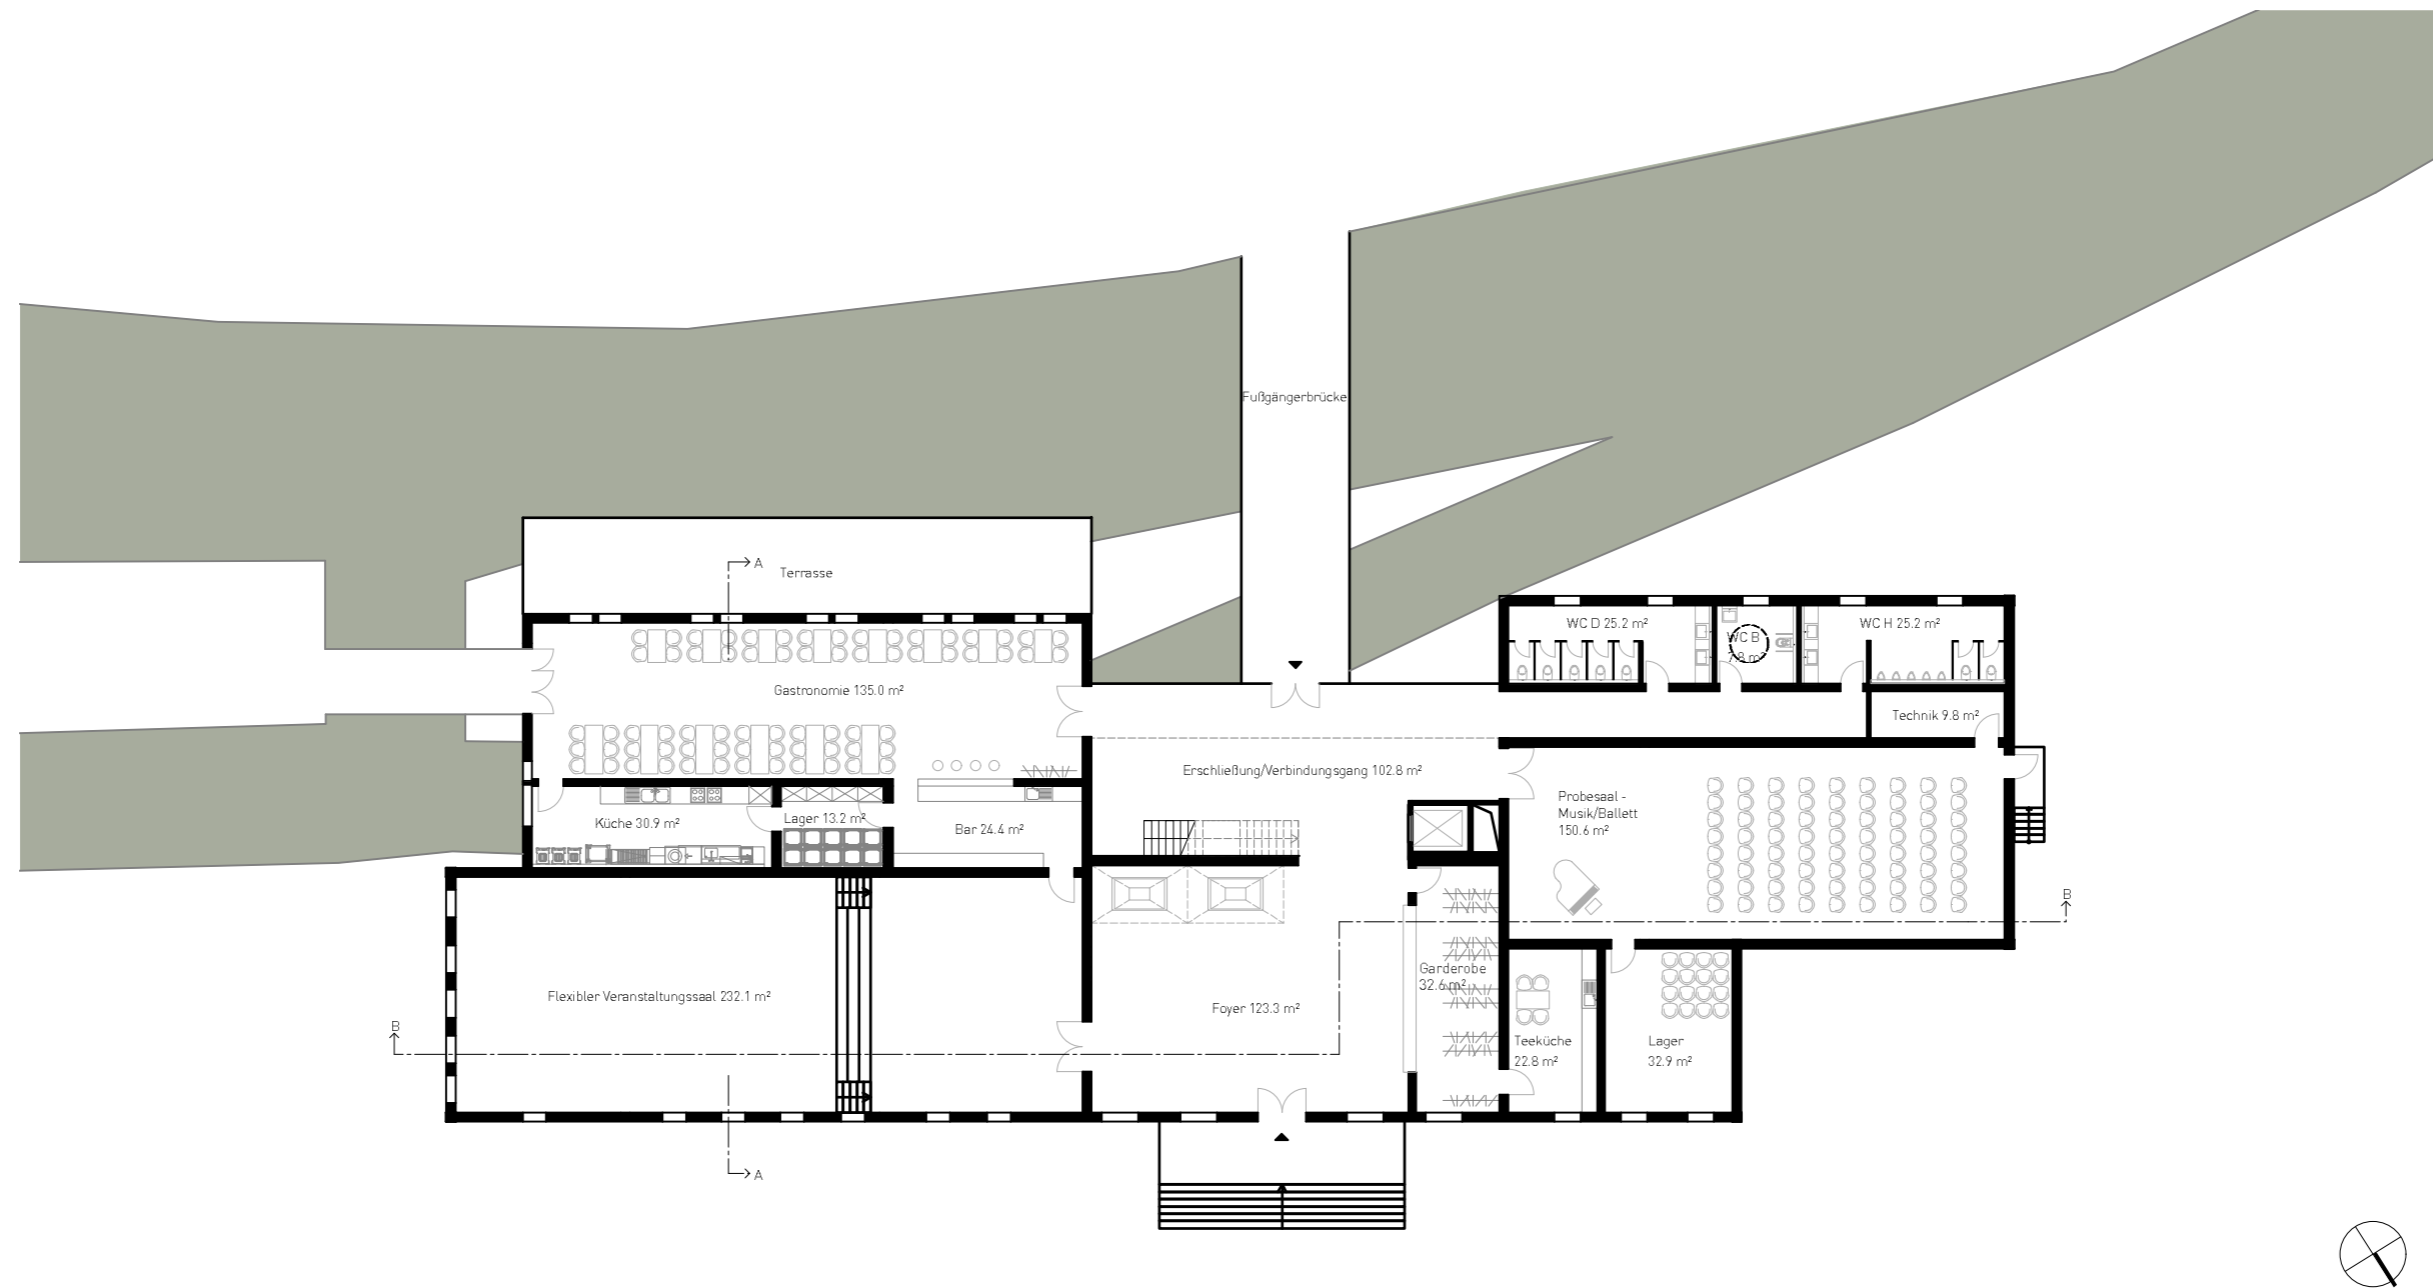 Fußgängerbrücke
A
Terrasse
WC D 25.2 m²
WC B
7.8 m²
WC H 25.2 m²
Gastronomie 135.0 m²
Technik 9.8 m²
Erschließung/Verbindungsgang 102.8 m²
Probesaal -
Musik/Ballett
150.6 m²
Küche 30.9 m²
Lager 13.2 m²
Bar 24.4 m²
B
Garderobe
32.6 m²
Flexibler Veranstaltungssaal 232.1 m²
Foyer 123.3 m²
B
Teeküche
22.8 m²
Lager
32.9 m²
A